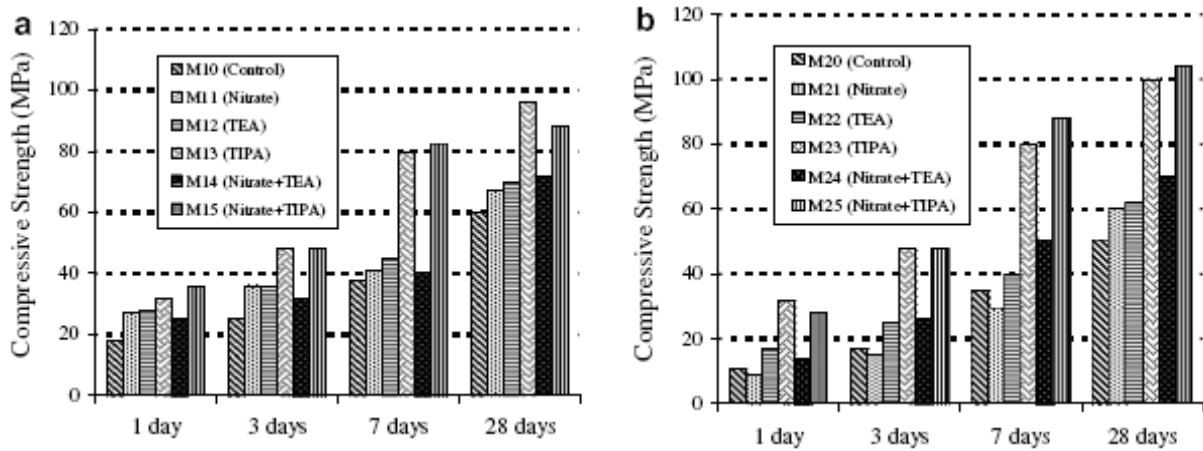 a
Compressive Strength (MPa)
120
100
80
60
40
20
0
M10 (Control)
M11 (Nitrate)
M12 (TEA)
M13 (TIPA)
M14 (Nitrate+TEA)
M15 (Nitrate+TIPA)
1 day
3 days
7 days
28 days
b
Compressive Strength (MPa)
120
100
80
60
40
20
0
M20 (Control)
M21 (Nitrate)
M22 (TEA)
M23 (TIPA)
M24 (Nitrate+TEA)
M25 (Nitrate+TIPA)
1 day
3 days
7 days
28 days